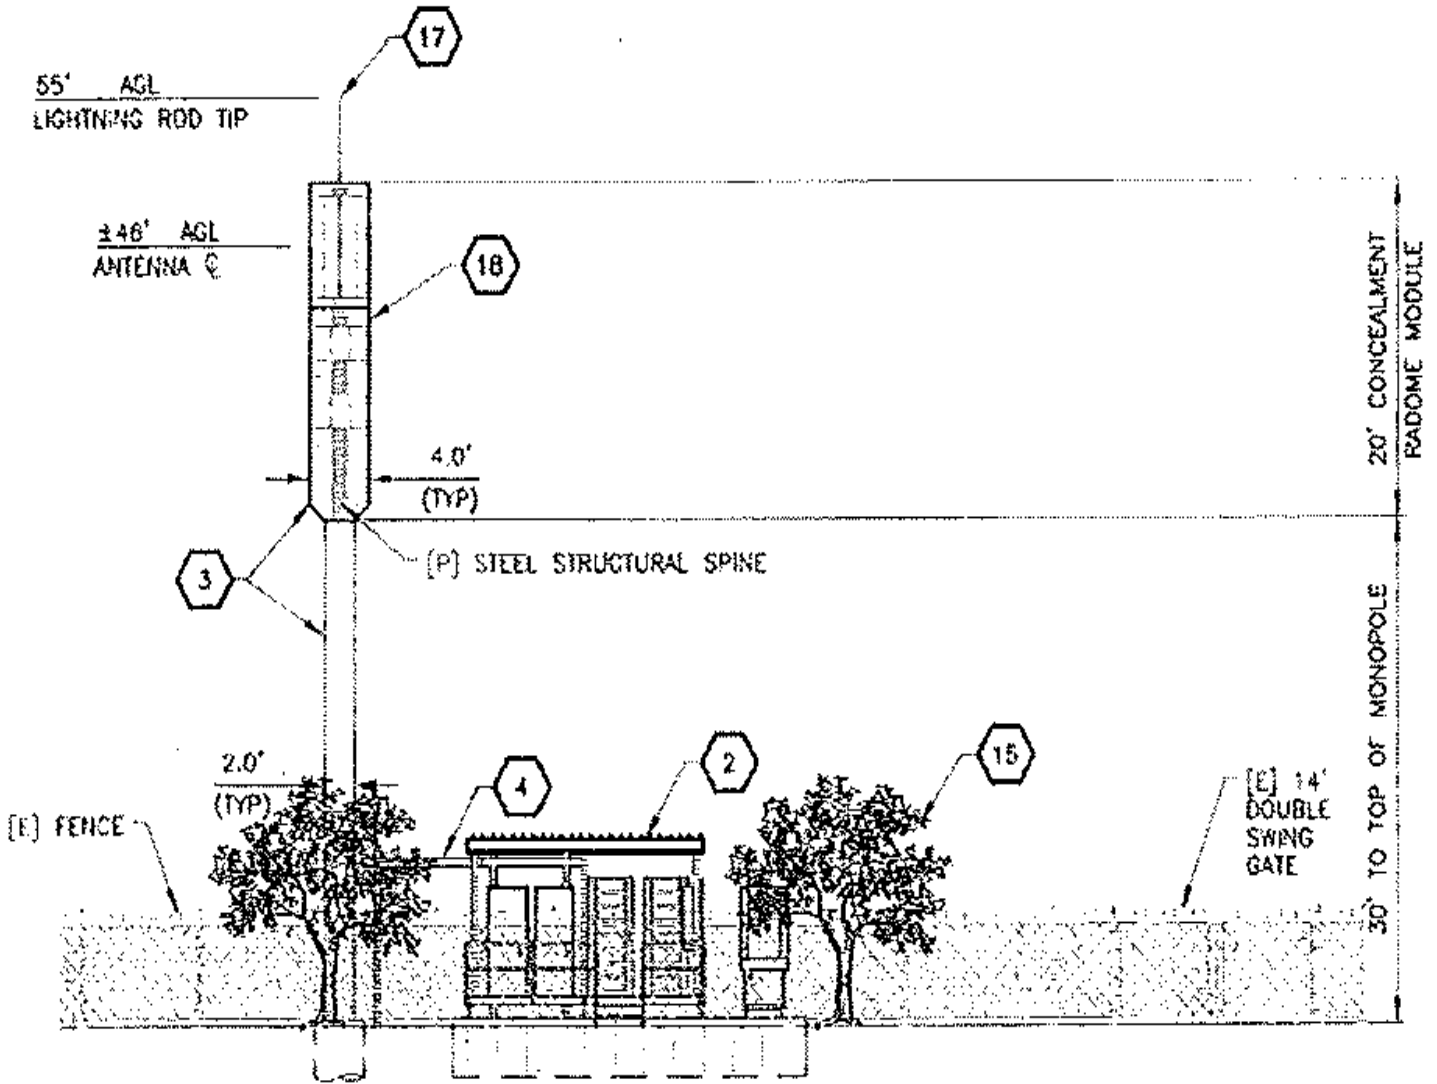 17
55' AGL
LIGHTNING ROD TIP
±46' AGL
ANTENNA ℄
18
20' CONCEALMENT
RADOME MODULE
4.0'
(TYP)
[P] STEEL STRUCTURAL SPINE
3
30' TO TOP OF MONOPOLE
2.0'
(TYP)
4
2
15
[E] FENCE
[E] 14'
DOUBLE
SWING
GATE